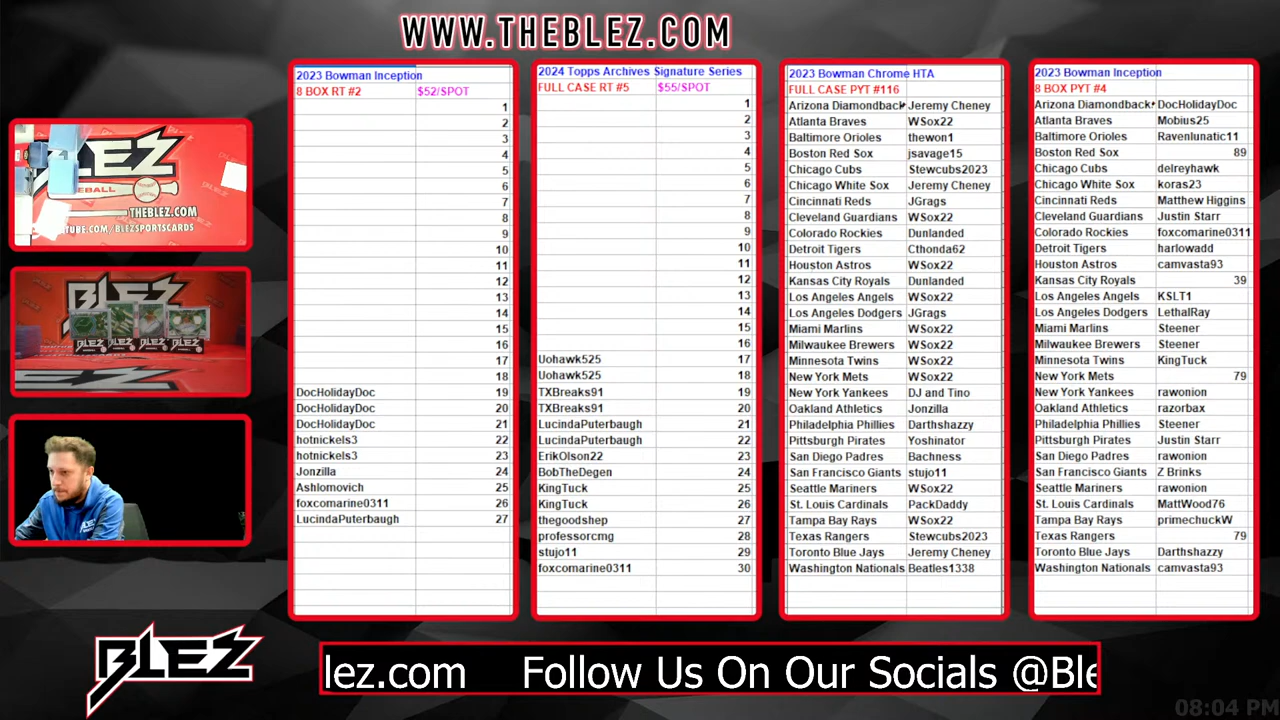 WWW.THEBLEZ.COM
BLEZ
BASEBALL
THEBLEZ.COM
TUBE.COM/BLEZSPORTSCARDS
BLEZ
2023 Bowman Inception
8 BOX RT #2 $52/SPOT
1
2
3
4
5
6
7
8
9
10
11
12
13
14
15
16
17
18
DocHolidayDoc 19
DocHolidayDoc 20
DocHolidayDoc 21
hotnickels3 22
hotnickels3 23
Jonzilla 24
Ashlomovich 25
foxcomarine0311 26
LucindaPuterbaugh 27
2024 Topps Archives Signature Series
FULL CASE RT #5 $55/SPOT
1
2
3
4
5
6
7
8
9
10
11
12
13
14
15
16
Uohawk525 17
Uohawk525 18
TXBreaks91 19
TXBreaks91 20
LucindaPuterbaugh 21
LucindaPuterbaugh 22
ErikOlson22 23
BobTheDegen 24
KingTuck 25
KingTuck 26
thegoodshep 27
professorcmg 28
stujo11 29
foxcomarine0311 30
2023 Bowman Chrome HTA
FULL CASE PYT #116
Arizona Diamondback Jeremy Cheney
Atlanta Braves WSox22
Baltimore Orioles thewon1
Boston Red Sox jsavage15
Chicago Cubs Stewcubs2023
Chicago White Sox Jeremy Cheney
Cincinnati Reds JGrags
Cleveland Guardians WSox22
Colorado Rockies Dunlanded
Detroit Tigers Cthonda62
Houston Astros WSox22
Kansas City Royals Dunlanded
Los Angeles Angels WSox22
Los Angeles Dodgers JGrags
Miami Marlins WSox22
Milwaukee Brewers WSox22
Minnesota Twins WSox22
New York Mets WSox22
New York Yankees DJ and Tino
Oakland Athletics Jonzilla
Philadelphia Phillies Darthshazzy
Pittsburgh Pirates Yoshinator
San Diego Padres Bachness
San Francisco Giants stujo11
Seattle Mariners WSox22
St. Louis Cardinals PackDaddy
Tampa Bay Rays WSox22
Texas Rangers Stewcubs2023
Toronto Blue Jays Jeremy Cheney
Washington Nationals Beatles1338
2023 Bowman Inception
8 BOX PYT #4
Arizona Diamondback DocHolidayDoc
Atlanta Braves Mobius25
Baltimore Orioles Ravenlunatic11
Boston Red Sox 89
Chicago Cubs delreyhawk
Chicago White Sox koras23
Cincinnati Reds Matthew Higgins
Cleveland Guardians Justin Starr
Colorado Rockies foxcomarine0311
Detroit Tigers harlowadd
Houston Astros camvasta93
Kansas City Royals 39
Los Angeles Angels KSLT1
Los Angeles Dodgers LethalRay
Miami Marlins Steener
Milwaukee Brewers Steener
Minnesota Twins KingTuck
New York Mets 79
New York Yankees rawonion
Oakland Athletics razorbax
Philadelphia Phillies Steener
Pittsburgh Pirates Justin Starr
San Diego Padres rawonion
San Francisco Giants Z Brinks
Seattle Mariners rawonion
St. Louis Cardinals MattWood76
Tampa Bay Rays primechuckW
Texas Rangers 79
Toronto Blue Jays Darthshazzy
Washington Nationals camvasta93
BLEZ
lez.com Follow Us On Our Socials @Ble
08:04 PM